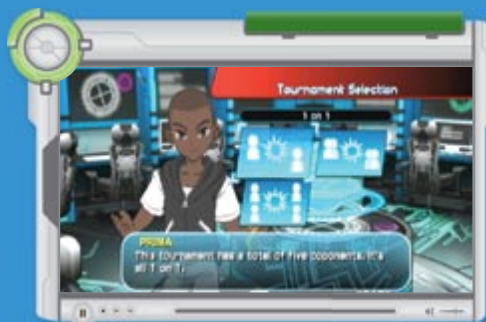 Tournament Selection
1 on 1
PRIMA
This tournament has a total of five opponents. It's
all 1 on 1.